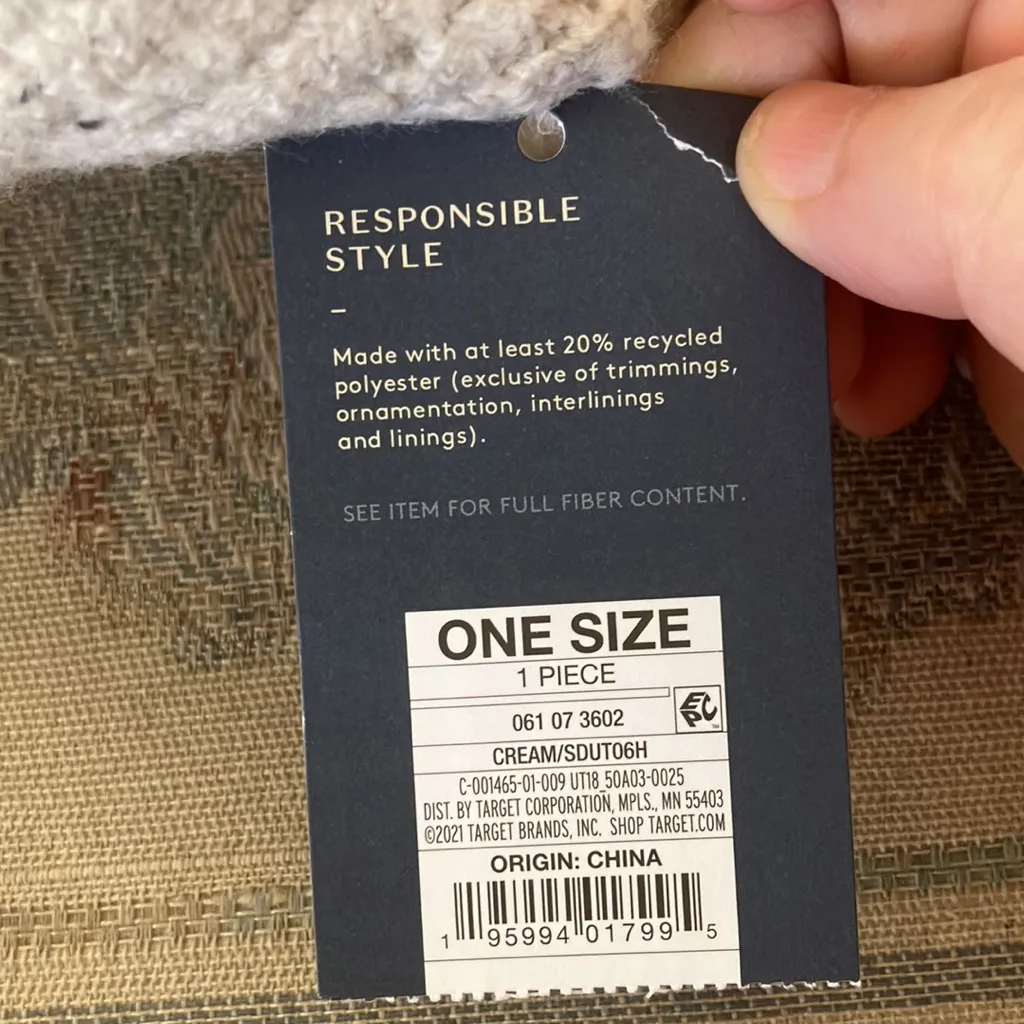 RESPONSIBLE
STYLE
–
Made with at least 20% recycled
polyester (exclusive of trimmings,
ornamentation, interlinings
and linings).
SEE ITEM FOR FULL FIBER CONTENT.
ONE SIZE
1 PIECE
061 07 3602
EPC™
CREAM/SDUT06H
C-001465-01-009 UT18_50A03-0025
DIST. BY TARGET CORPORATION, MPLS., MN 55403
©2021 TARGET BRANDS, INC. SHOP TARGET.COM
ORIGIN: CHINA
1 95994 01799 5